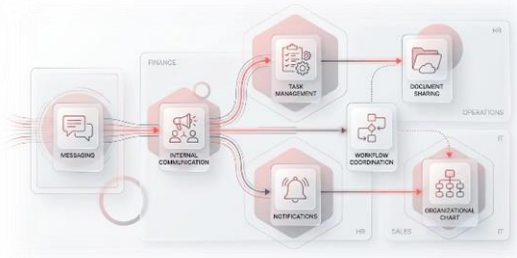 HR
FINANCE
TASK
MANAGEMENT
DOCUMENT
SHARING
OPERATIONS
MESSAGING
INTERNAL
COMMUNICATION
WORKFLOW
COORDINATION
IT
NOTIFICATIONS
ORGANIZATIONAL
CHART
HR
SALES
IT